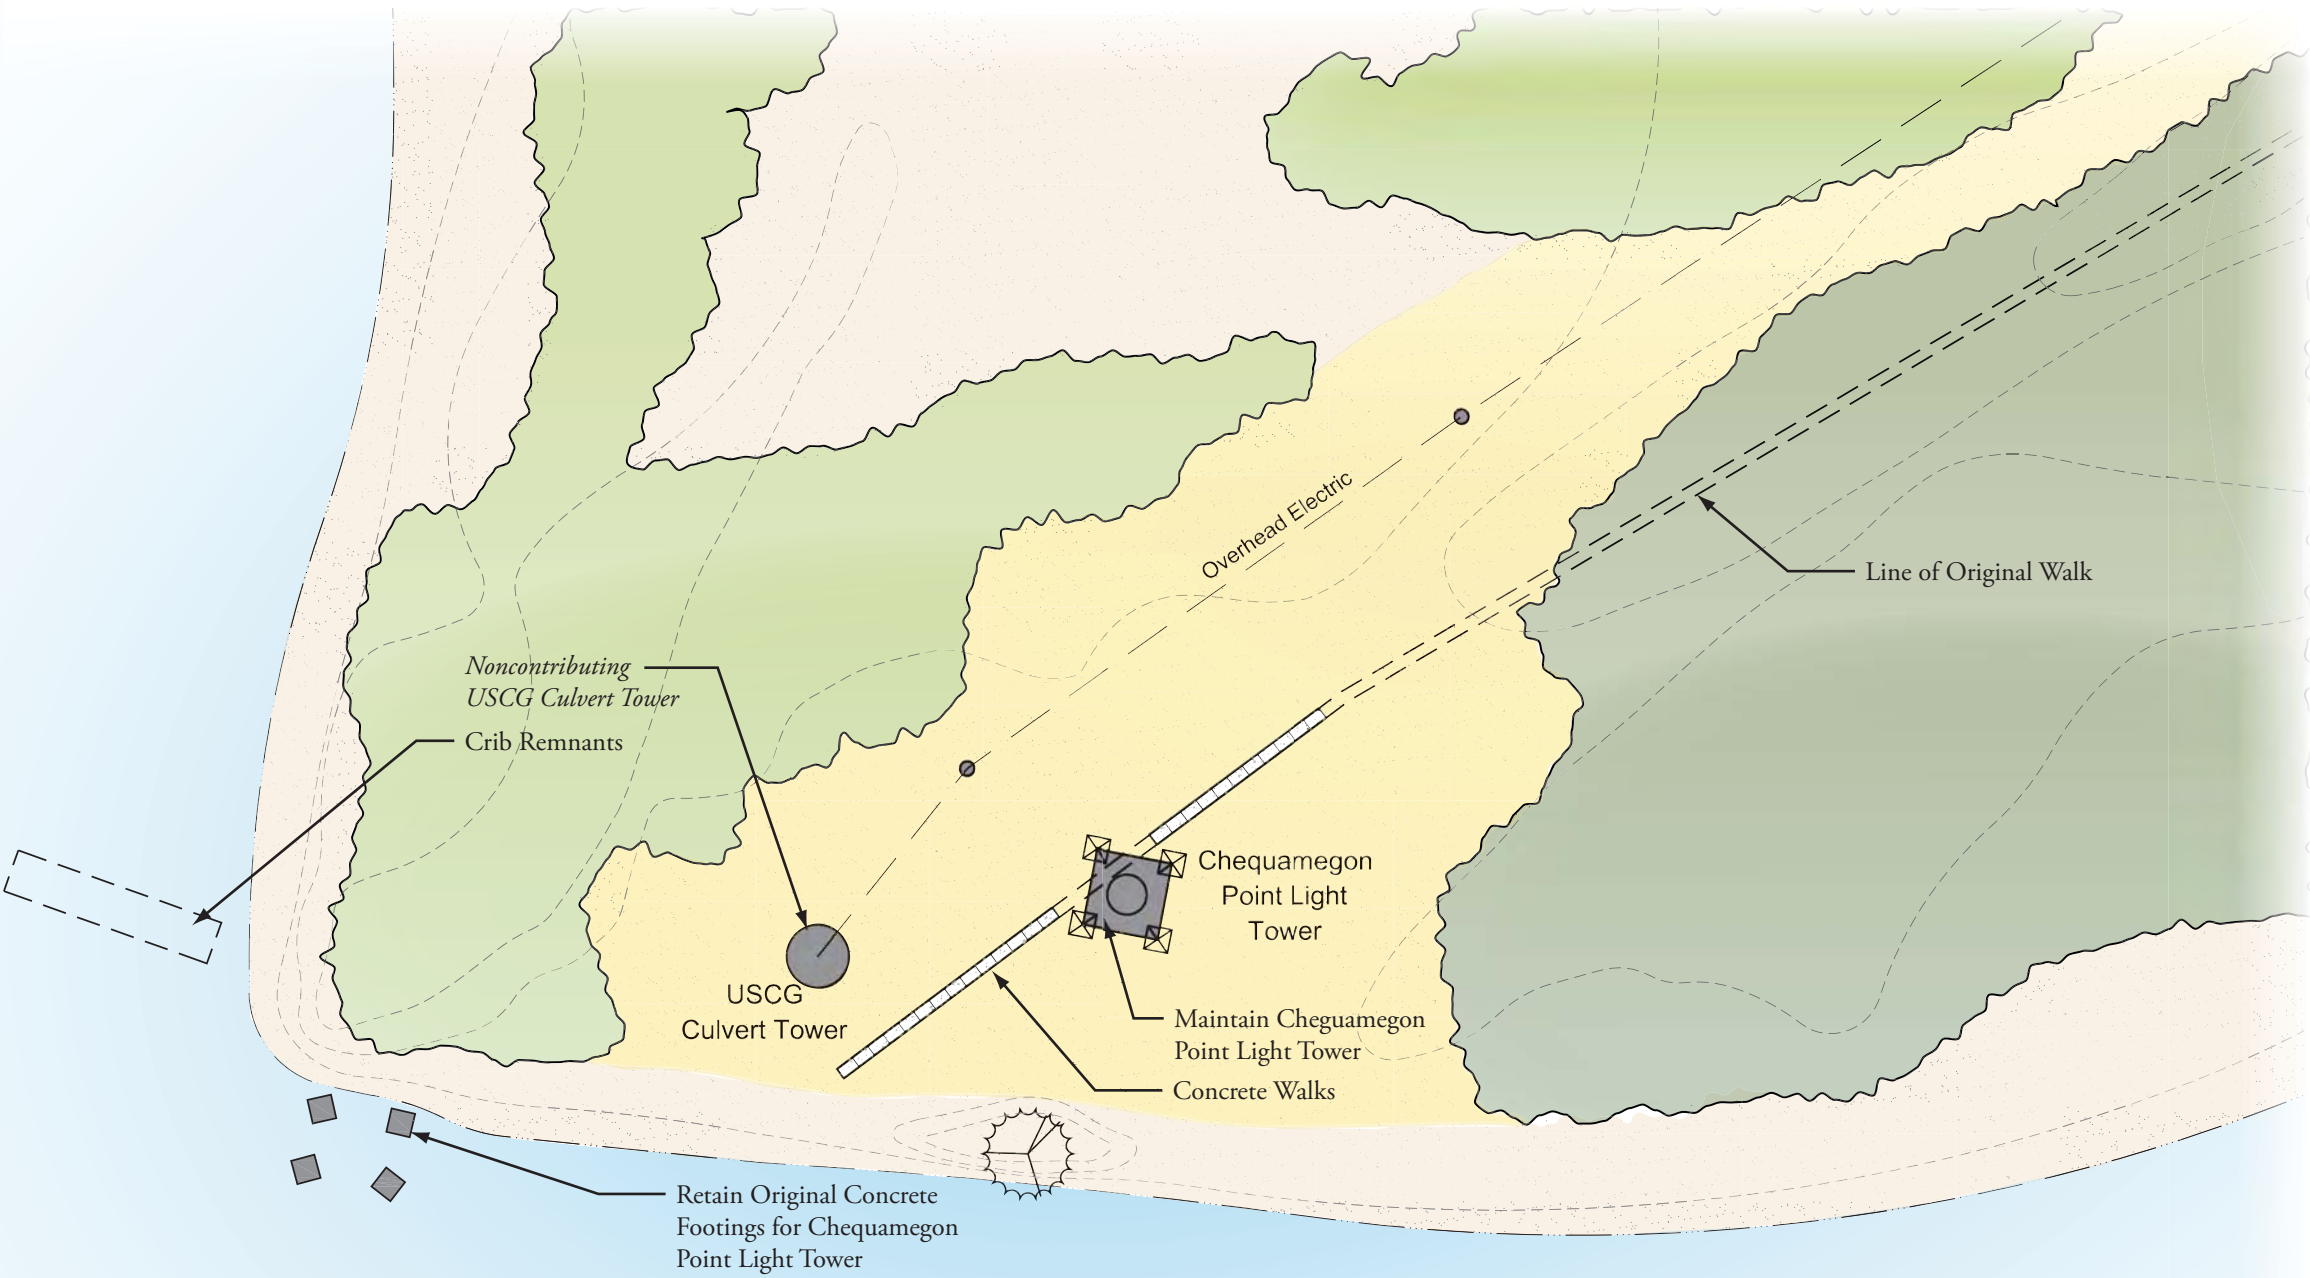 Overhead Electric
Line of Original Walk
Noncontributing
USCG Culvert Tower
Crib Remnants
Chequamegon
Point Light
Tower
USCG
Culvert Tower
Maintain Cheguamegon
Point Light Tower
Concrete Walks
Retain Original Concrete
Footings for Chequamegon
Point Light Tower